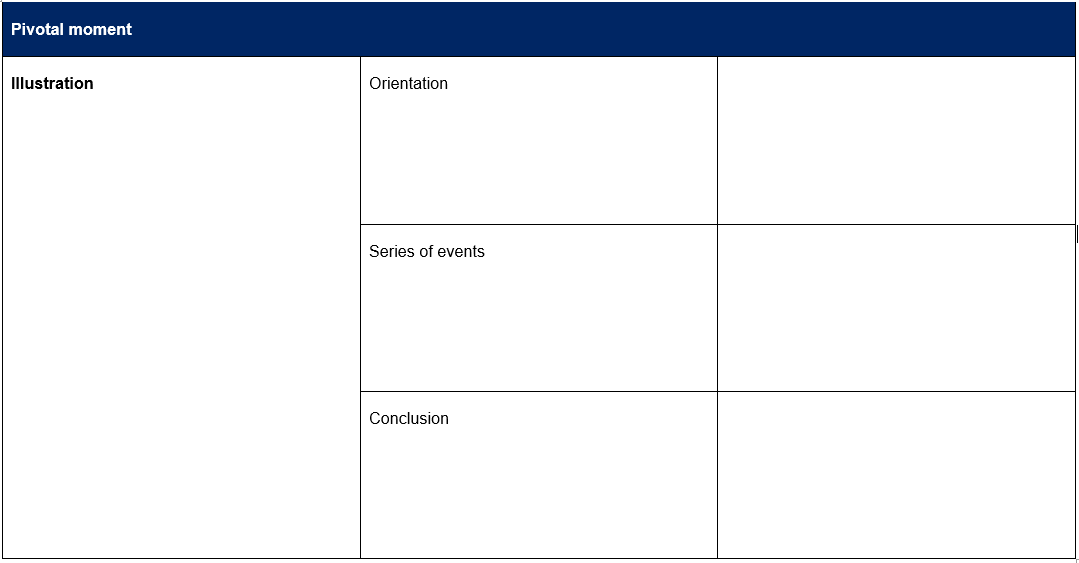 Pivotal moment
Illustration
Orientation
Series of events
Conclusion